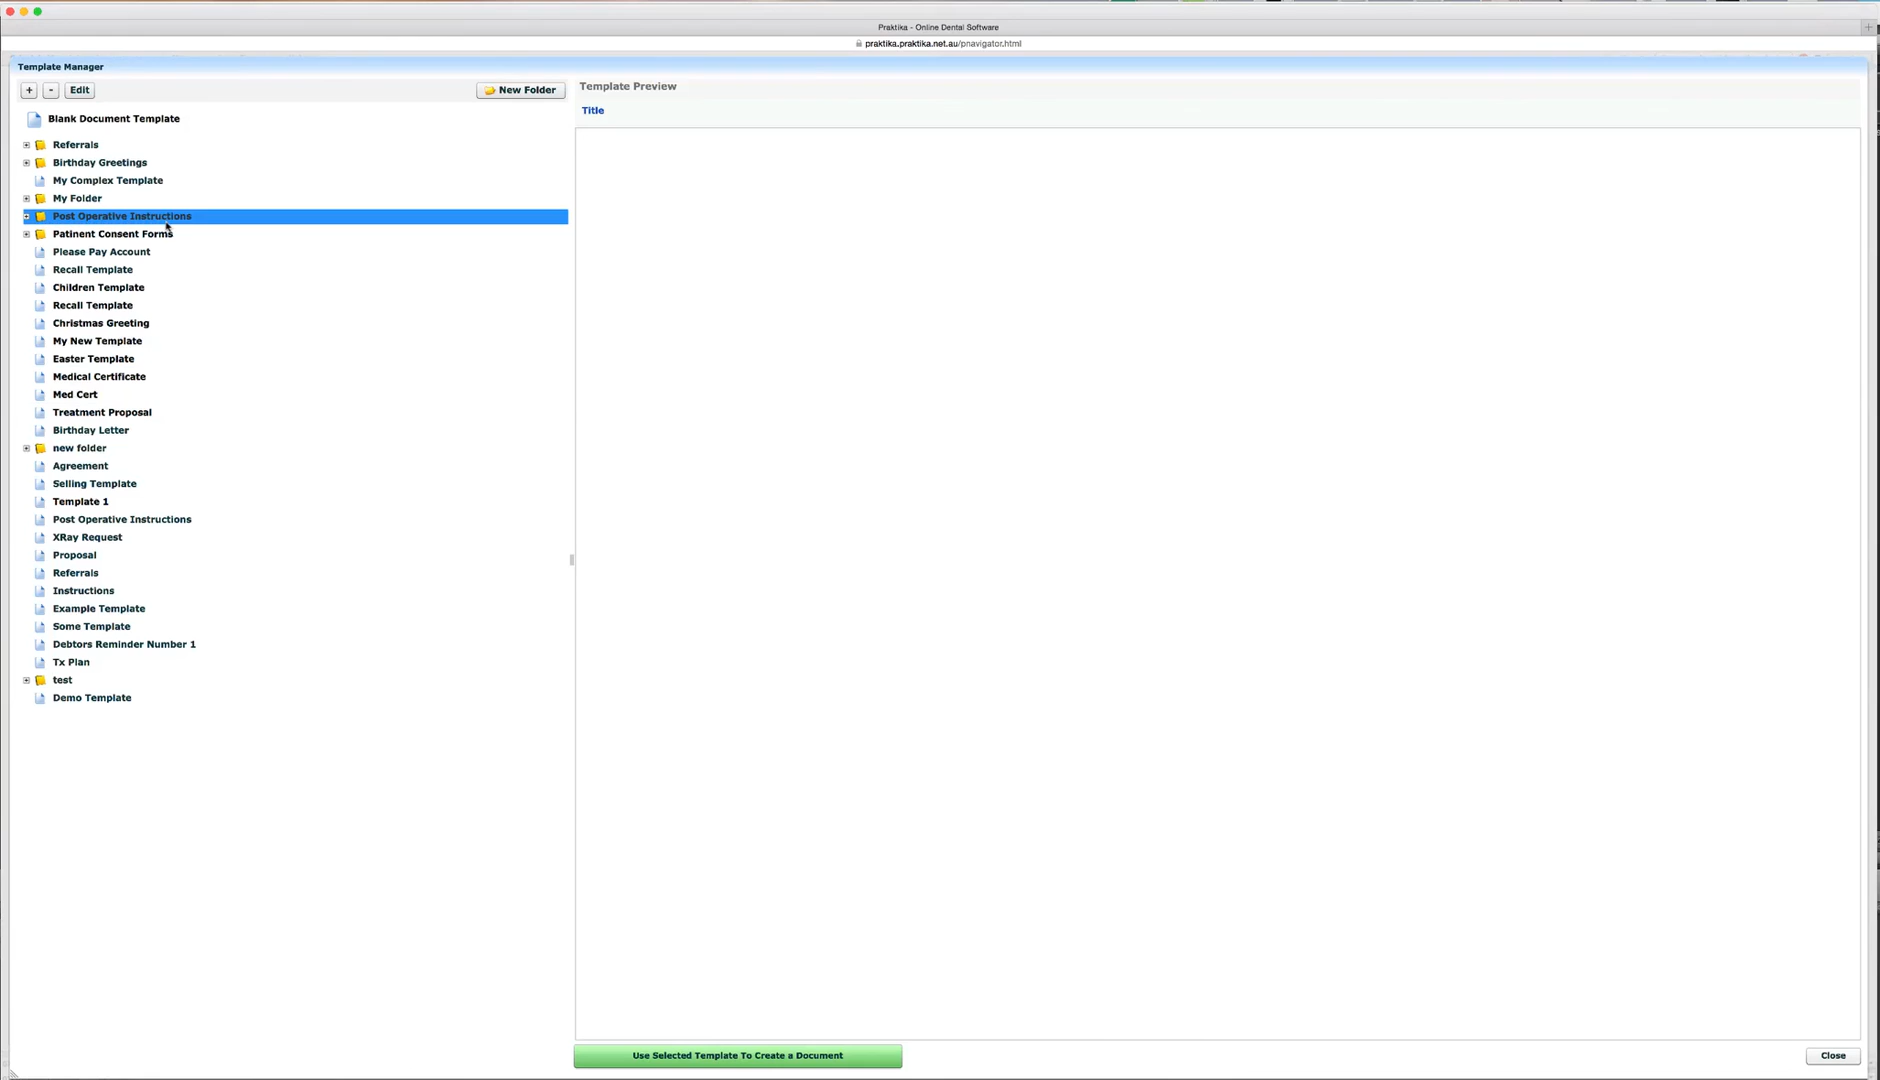 Praktika - Online Dental Software
praktika.praktika.net.au/pnavigator.html
Template Manager
+ - Edit New Folder
Template Preview
Title
Blank Document Template
Referrals
Birthday Greetings
My Complex Template
My Folder
Post Operative Instructions
Patinent Consent Forms
Please Pay Account
Recall Template
Children Template
Recall Template
Christmas Greeting
My New Template
Easter Template
Medical Certificate
Med Cert
Treatment Proposal
Birthday Letter
new folder
Agreement
Selling Template
Template 1
Post Operative Instructions
XRay Request
Proposal
Referrals
Instructions
Example Template
Some Template
Debtors Reminder Number 1
Tx Plan
test
Demo Template
Use Selected Template To Create a Document
Close